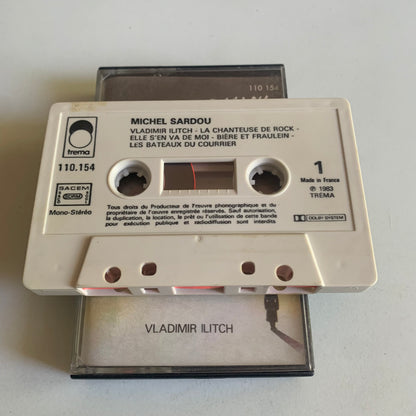 110 154
MICHEL SARDOU
VLADIMIR ILITCH - LA CHANTEUSE DE ROCK -
ELLE S'EN VA DE MOI - BIÈRE ET FRAULEIN -
LES BATEAUX DU COURRIER
trema
110.154
1
Made in France
℗ 1983
TREMA
SACEM
SDRM
Mono-Stéréo
Tous droits du Producteur de l'œuvre phonographique et du
propriétaire de l'œuvre enregistrée réservés. Sauf autorisation,
la duplication, la location, le prêt ou l'utilisation de cette bande
pour exécution publique et radiodiffusion sont interdits
DOLBY SYSTEM
VLADIMIR ILITCH